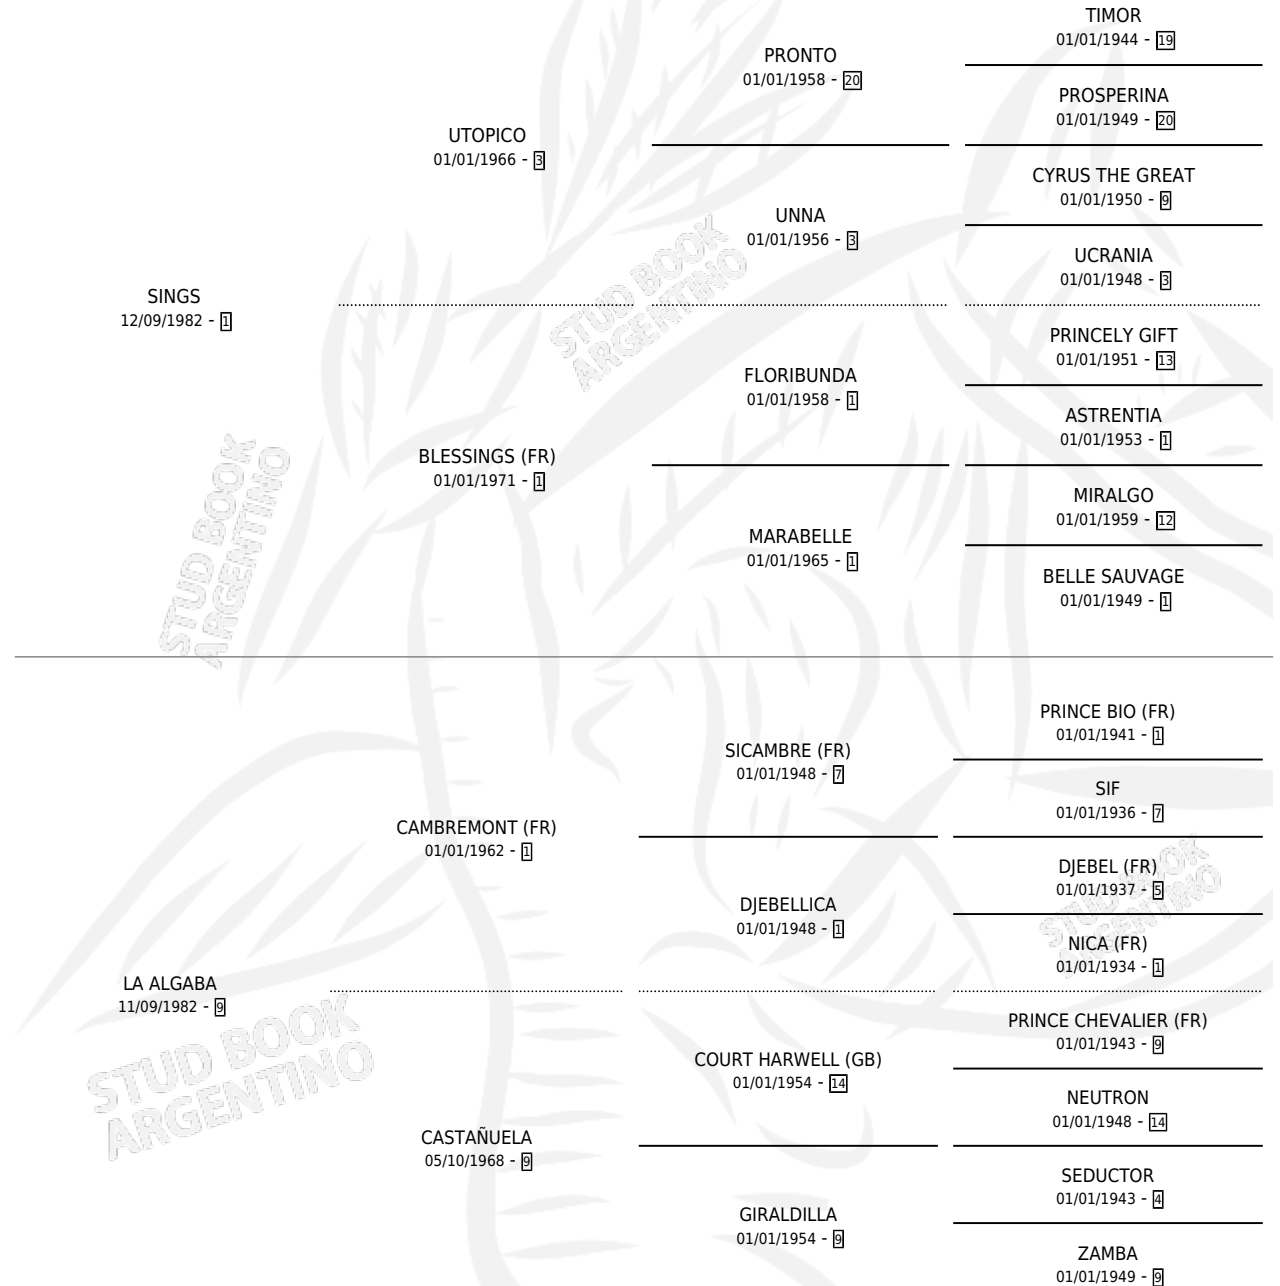 TIMOR
01/01/1944 - 19
PRONTO
01/01/1958 - 20
PROSPERINA
01/01/1949 - 20
UTOPICO
01/01/1966 - 3
CYRUS THE GREAT
01/01/1950 - 9
UNNA
01/01/1956 - 3
UCRANIA
01/01/1948 - 3
SINGS
12/09/1982 - 1
PRINCELY GIFT
01/01/1951 - 13
FLORIBUNDA
01/01/1958 - 1
ASTRENTIA
01/01/1953 - 1
BLESSINGS (FR)
01/01/1971 - 1
MIRALGO
01/01/1959 - 12
MARABELLE
01/01/1965 - 1
BELLE SAUVAGE
01/01/1949 - 1
STUD BOOK
ARGENTINO
STUD BOOK
ARGENTINO
PRINCE BIO (FR)
01/01/1941 - 1
SICAMBRE (FR)
01/01/1948 - 7
SIF
01/01/1936 - 7
CAMBREMONT (FR)
01/01/1962 - 1
DJEBEL (FR)
01/01/1937 - 5
DJEBELLICA
01/01/1948 - 1
NICA (FR)
01/01/1934 - 1
LA ALGABA
11/09/1982 - 9
PRINCE CHEVALIER (FR)
01/01/1943 - 9
COURT HARWELL (GB)
01/01/1954 - 14
NEUTRON
01/01/1948 - 14
CASTAÑUELA
05/10/1968 - 9
SEDUCTOR
01/01/1943 - 4
GIRALDILLA
01/01/1954 - 9
ZAMBA
01/01/1949 - 9
STUD BOOK
ARGENTINO
STUD BOOK
ARGENTINO